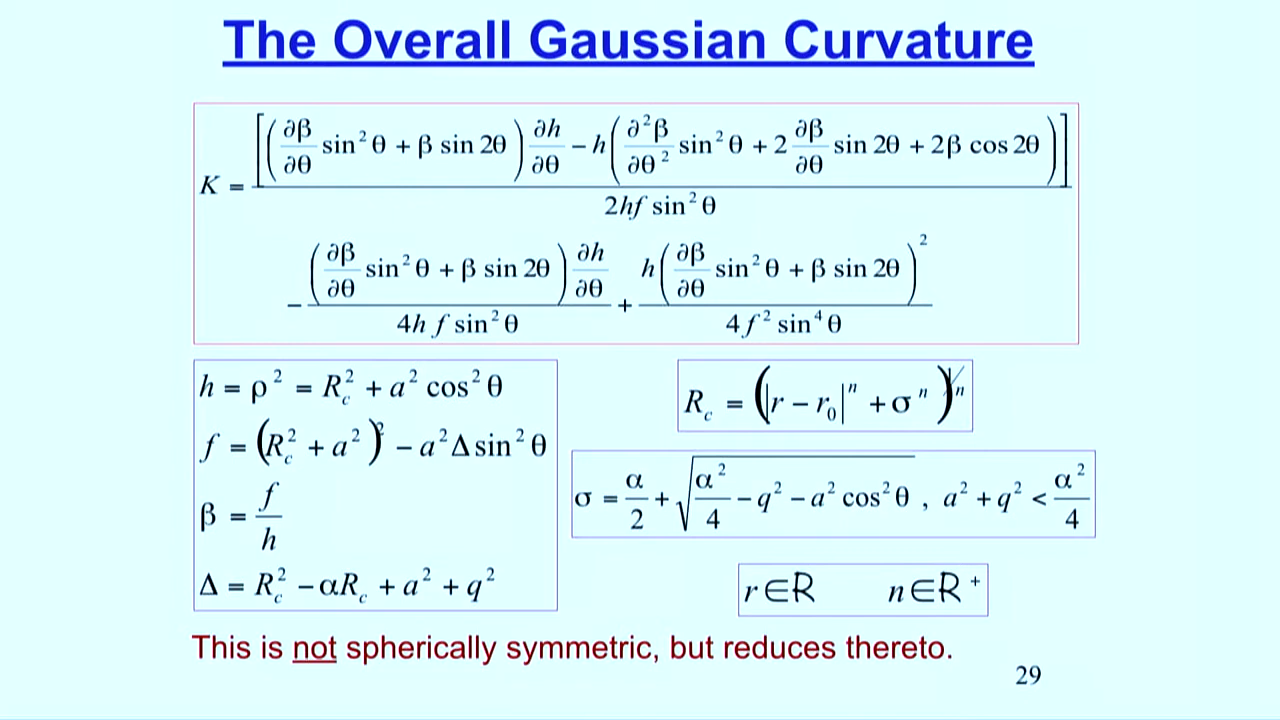 The Overall Gaussian Curvature
K = [(∂β/∂θ sin²θ + β sin 2θ) ∂h/∂θ − h(∂²β/∂θ² sin²θ + 2 ∂β/∂θ sin 2θ + 2β cos 2θ)] / 2hf sin²θ
− (∂β/∂θ sin²θ + β sin 2θ) ∂h/∂θ / 4h f sin²θ + h(∂β/∂θ sin²θ + β sin 2θ)² / 4f² sin⁴θ
h = ρ² = R_c² + a² cos²θ
f = (R_c² + a²)² − a²Δ sin²θ
β = f/h
Δ = R_c² − αR_c + a² + q²
R_c = (|r − r₀|ⁿ + σⁿ)^(1/n)
σ = α/2 + √(α²/4 − q² − a² cos²θ) , a² + q² < α²/4
r∈ℝ n∈ℝ⁺
This is not spherically symmetric, but reduces thereto.
29